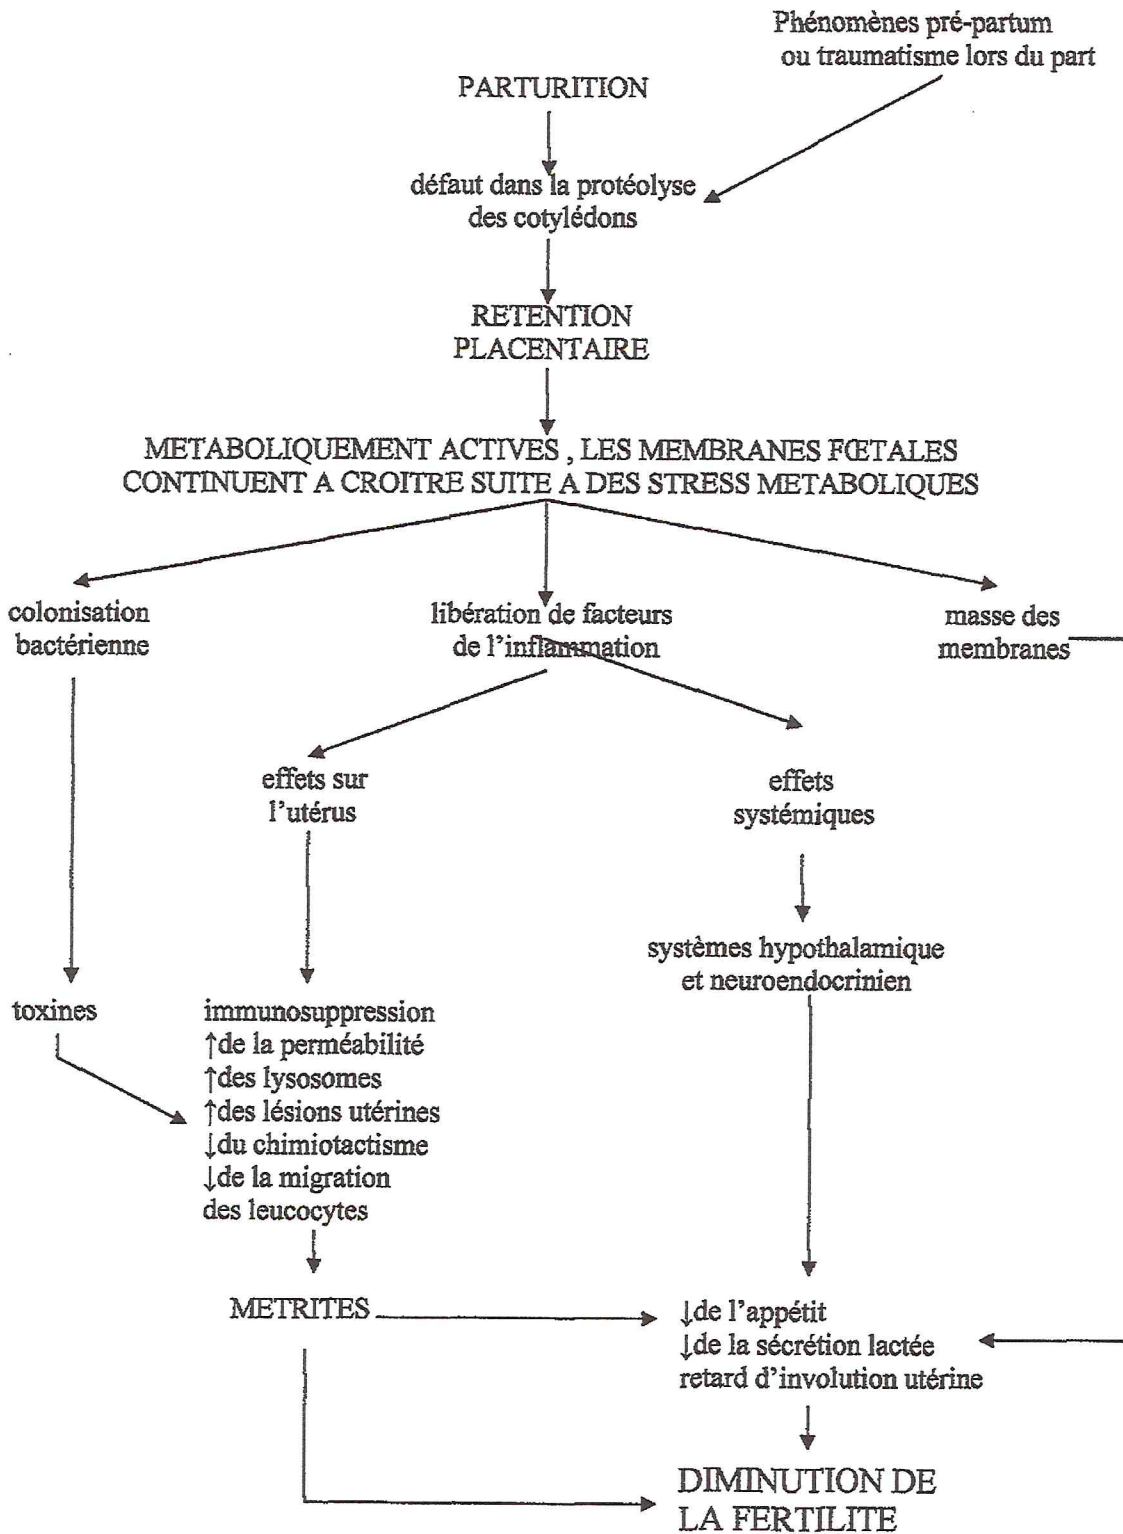 Phénomènes pré-partum
ou traumatisme lors du part
PARTURITION
défaut dans la protéolyse
des cotylédons
RETENTION
PLACENTAIRE
METABOLIQUEMENT ACTIVES , LES MEMBRANES FŒTALES
CONTINUENT A CROITRE SUITE A DES STRESS METABOLIQUES
colonisation
bactérienne
libération de facteurs
de l’inflammation
masse des
membranes
effets sur
l’utérus
effets
systémiques
systèmes hypothalamique
et neuroendocrinien
toxines
immunosuppression
↑de la perméabilité
↑des lysosomes
↑des lésions utérines
↓du chimiotactisme
↓de la migration
des leucocytes
METRITES
↓de l’appétit
↓de la sécrétion lactée
retard d’involution utérine
DIMINUTION DE
LA FERTILITE